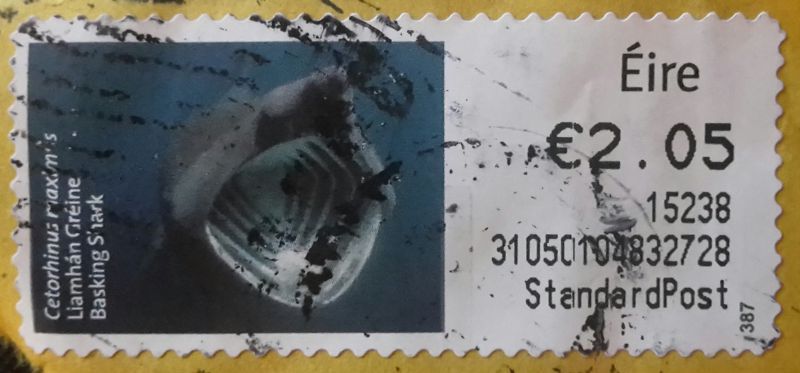 Cetorhinus maximus
Liamhán Gréine
Basking Shark
Éire
€2.05
15238
31050104832728
StandardPost
387